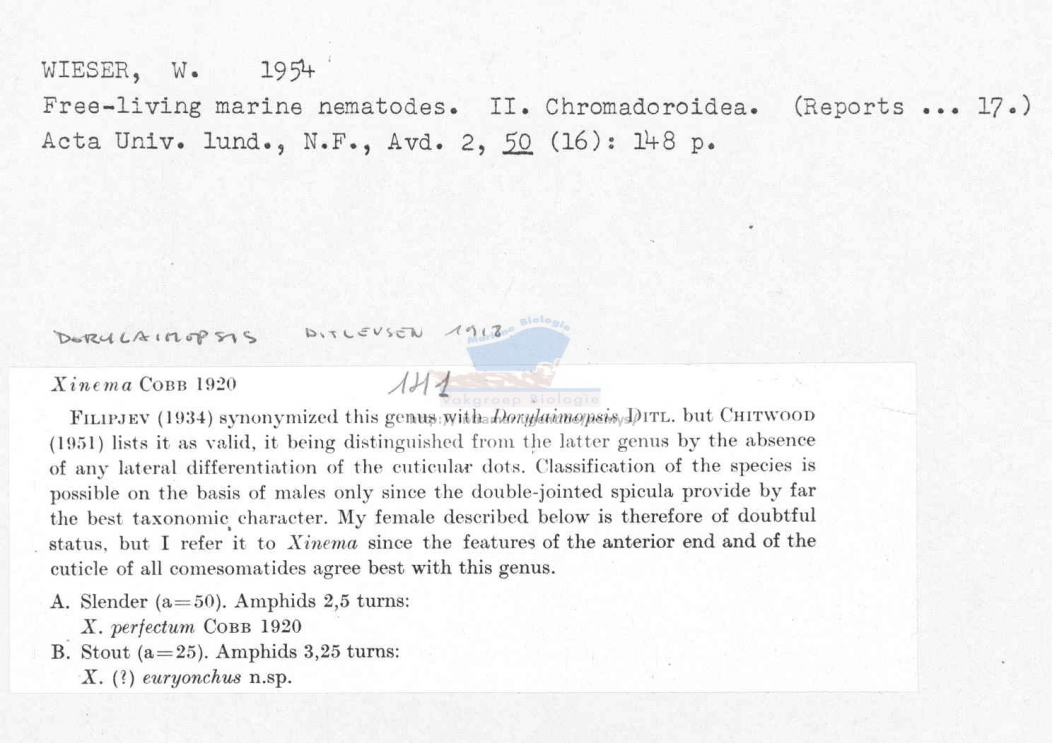 WIESER, W. 1954
Free-living marine nematodes. II. Chromadoroidea. (Reports ... 17.)
Acta Univ. lund., N.F., Avd. 2, 50 (16): 148 p.
DORYLAIMOPSIS DITLEVSEN 1918
Mariene Biologie
Xinema COBB 1920 141
Vakgroep Biologie
FILIPJEV (1934) synonymized this genus with Dorylaimopsis DITL. but CHITWOOD
(1951) lists it as valid, it being distinguished from the latter genus by the absence
of any lateral differentiation of the cuticular dots. Classification of the species is
possible on the basis of males only since the double-jointed spicula provide by far
the best taxonomic character. My female described below is therefore of doubtful
status, but I refer it to Xinema since the features of the anterior end and of the
cuticle of all comesomatides agree best with this genus.
A. Slender (a=50). Amphids 2,5 turns:
X. perfectum COBB 1920
B. Stout (a=25). Amphids 3,25 turns:
X. (?) euryonchus n.sp.